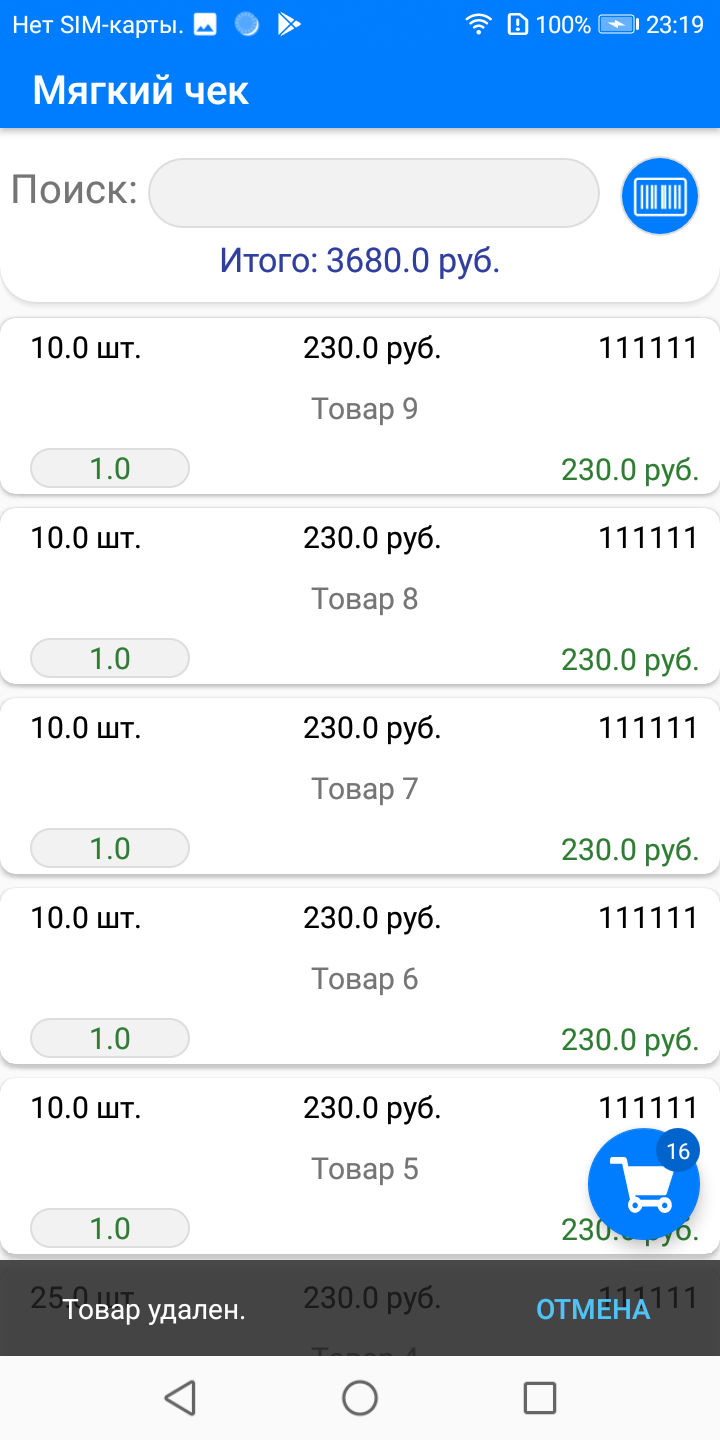 Нет SIM-карты. 100% 23:19
Мягкий чек
Поиск:
Итого: 3680.0 руб.
10.0 шт. 230.0 руб. 111111
Товар 9
1.0 230.0 руб.
10.0 шт. 230.0 руб. 111111
Товар 8
1.0 230.0 руб.
10.0 шт. 230.0 руб. 111111
Товар 7
1.0 230.0 руб.
10.0 шт. 230.0 руб. 111111
Товар 6
1.0 230.0 руб.
10.0 шт. 230.0 руб. 111111
16
Товар 5
1.0 230.0 руб.
25.0 шт. 230.0 руб. 111111
Товар удален. ОТМЕНА
Товар 4